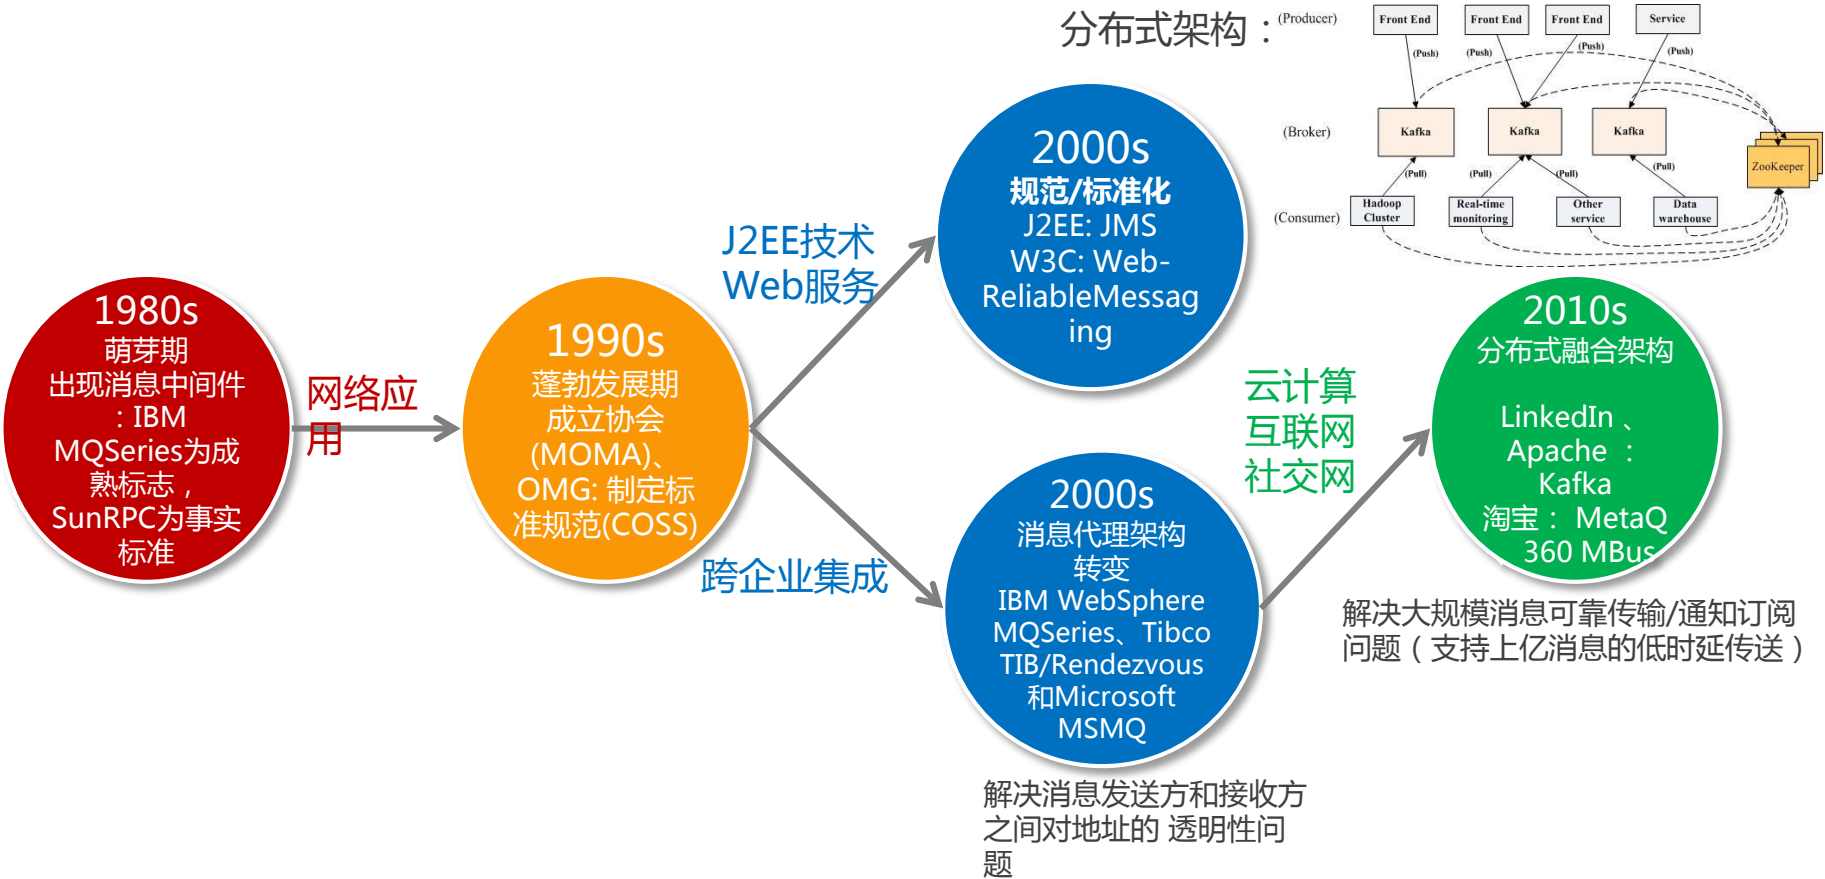 分布式架构：
(Producer)
Front End
Front End
Front End
Service
(Push)
(Push)
(Push)
(Push)
(Broker)
Kafka
Kafka
Kafka
ZooKeeper
(Pull)
(Pull)
(Pull)
(Pull)
(Consumer)
Hadoop
Cluster
Real-time
monitoring
Other
service
Data
warehouse
1980s
萌芽期
出现消息中间件
：IBM
MQSeries为成
熟标志，
SunRPC为事实
标准
网络应
用
1990s
蓬勃发展期
成立协会
(MOMA)、
OMG: 制定标
准规范(COSS)
J2EE技术
Web服务
跨企业集成
2000s
规范/标准化
J2EE: JMS
W3C: Web-
ReliableMessag
ing
2000s
消息代理架构
转变
IBM WebSphere
MQSeries、Tibco
TIB/Rendezvous
和Microsoft
MSMQ
解决消息发送方和接收方
之间对地址的 透明性问
题
云计算
互联网
社交网
2010s
分布式融合架构
LinkedIn 、
Apache ：
Kafka
淘宝： MetaQ
360 MBus
解决大规模消息可靠传输/通知订阅
问题（支持上亿消息的低时延传送）